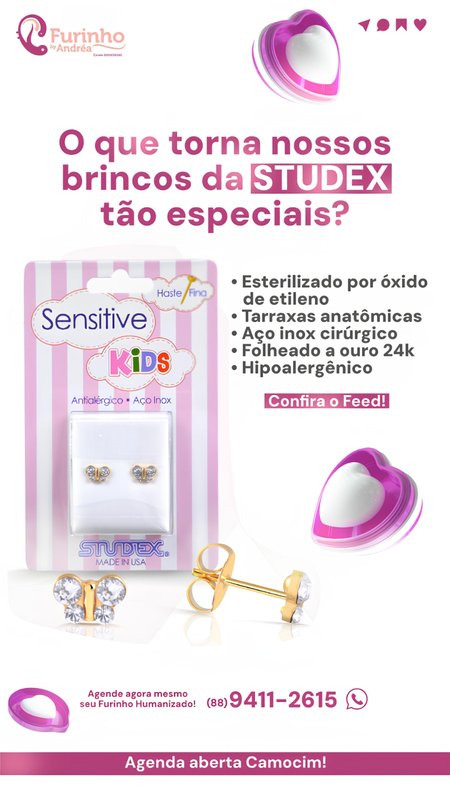 Furinho
by Andréa
O que torna nossos
brincos da STUDEX
tão especiais?
Haste Fina
Sensitive
KiDS
Antialérgico • Aço Inox
STUDEX®
MADE IN USA
• Esterilizado por óxido
de etileno
• Tarraxas anatômicas
• Aço inox cirúrgico
• Folheado a ouro 24k
• Hipoalergênico
Confira o Feed!
Agende agora mesmo
seu Furinho Humanizado!
(88) 9411-2615
Agenda aberta Camocim!